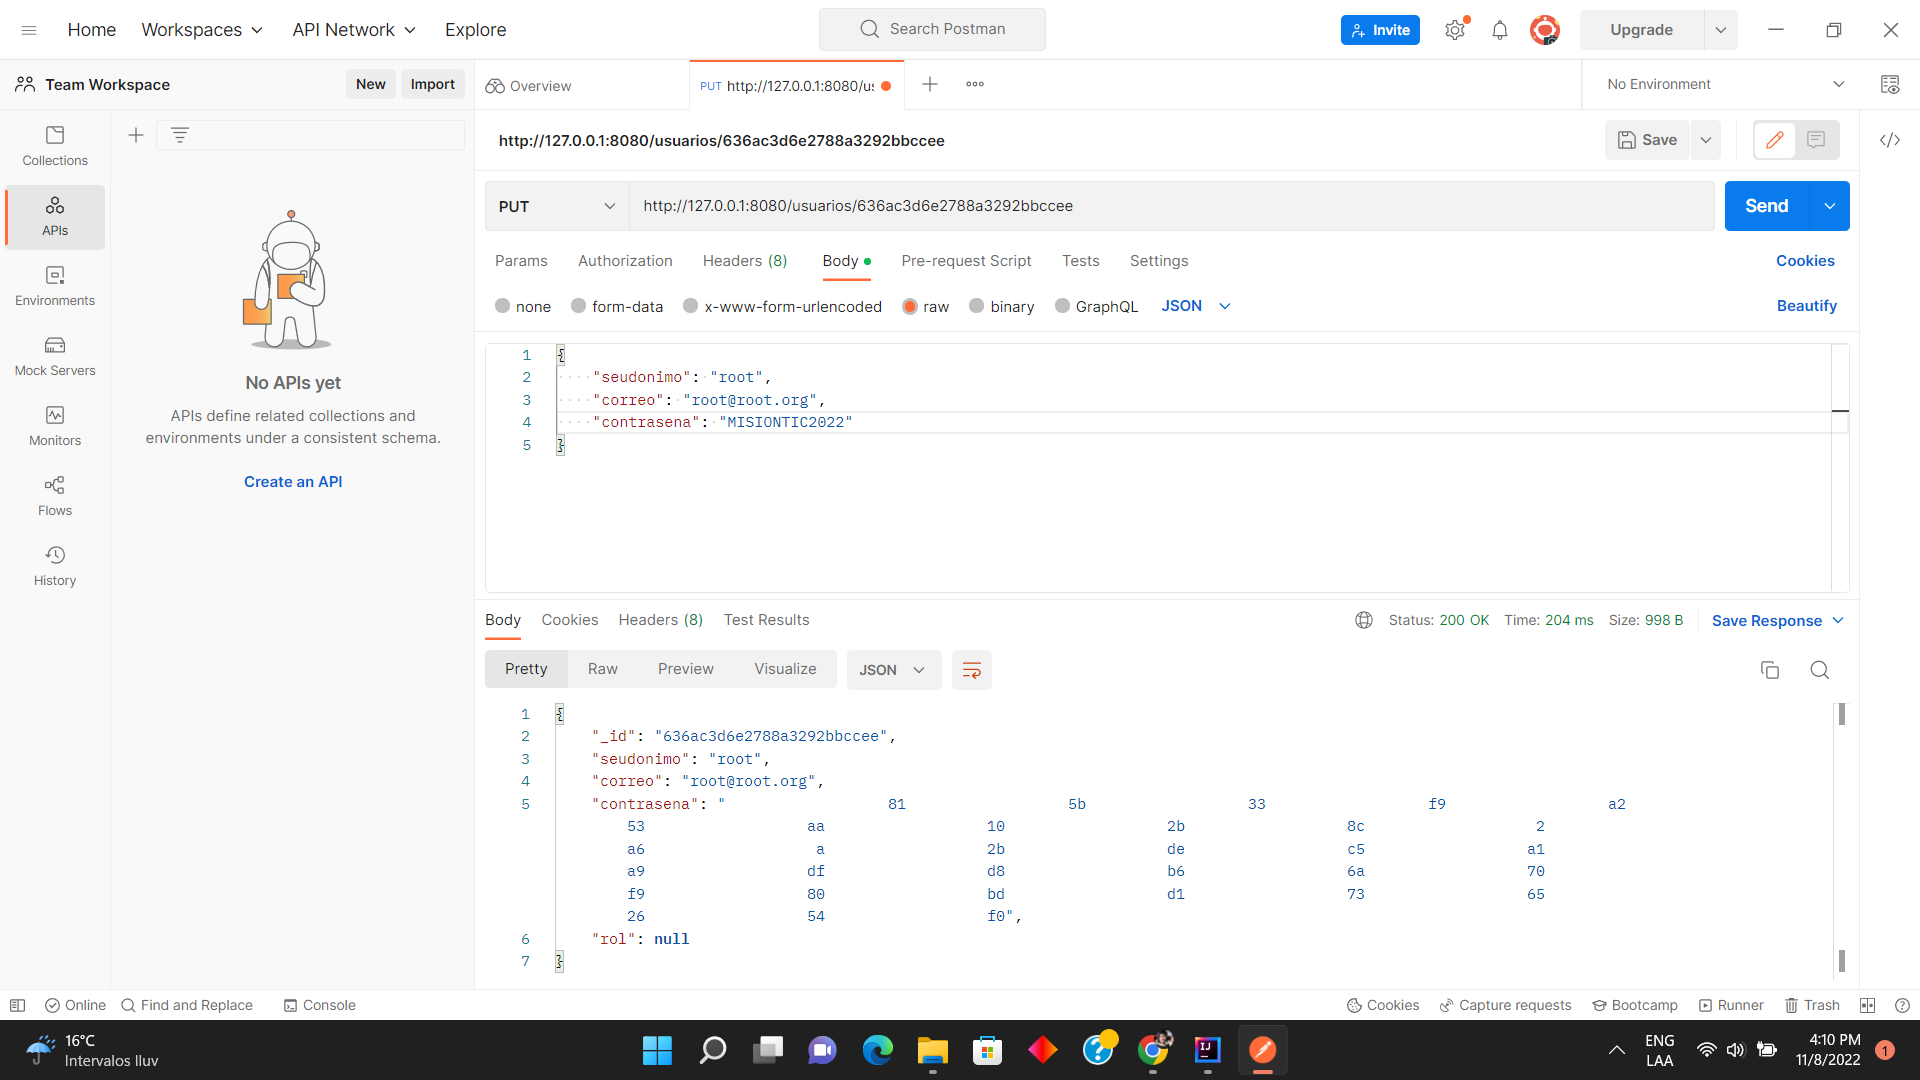 Home Workspaces API Network Explore Search Postman Invite Upgrade
Team Workspace New Import Overview PUT http://127.0.0.1:8080/us No Environment
Collections
APIs
Environments
Mock Servers
Monitors
Flows
History
No APIs yet
APIs define related collections and
environments under a consistent schema.
Create an API
http://127.0.0.1:8080/usuarios/636ac3d6e2788a3292bbccee Save
PUT http://127.0.0.1:8080/usuarios/636ac3d6e2788a3292bbccee Send
Params Authorization Headers (8) Body Pre-request Script Tests Settings Cookies
none form-data x-www-form-urlencoded raw binary GraphQL JSON Beautify
1 {
2 "seudonimo": "root",
3 "correo": "root@root.org",
4 "contrasena": "MISIONTIC2022"
5 }
Body Cookies Headers (8) Test Results Status: 200 OK Time: 204 ms Size: 998 B Save Response
Pretty Raw Preview Visualize JSON
1 {
2 "_id": "636ac3d6e2788a3292bbccee",
3 "seudonimo": "root",
4 "correo": "root@root.org",
5 "contrasena": " 81 5b 33 f9 a2
53 aa 10 2b 8c 2
a6 a 2b de c5 a1
a9 df d8 b6 6a 70
f9 80 bd d1 73 65
26 54 f0",
6 "rol": null
7 }
Online Find and Replace Console Cookies Capture requests Bootcamp Runner Trash
16°C
Intervalos lluv
IJ
ENG
LAA
4:10 PM
11/8/2022
1